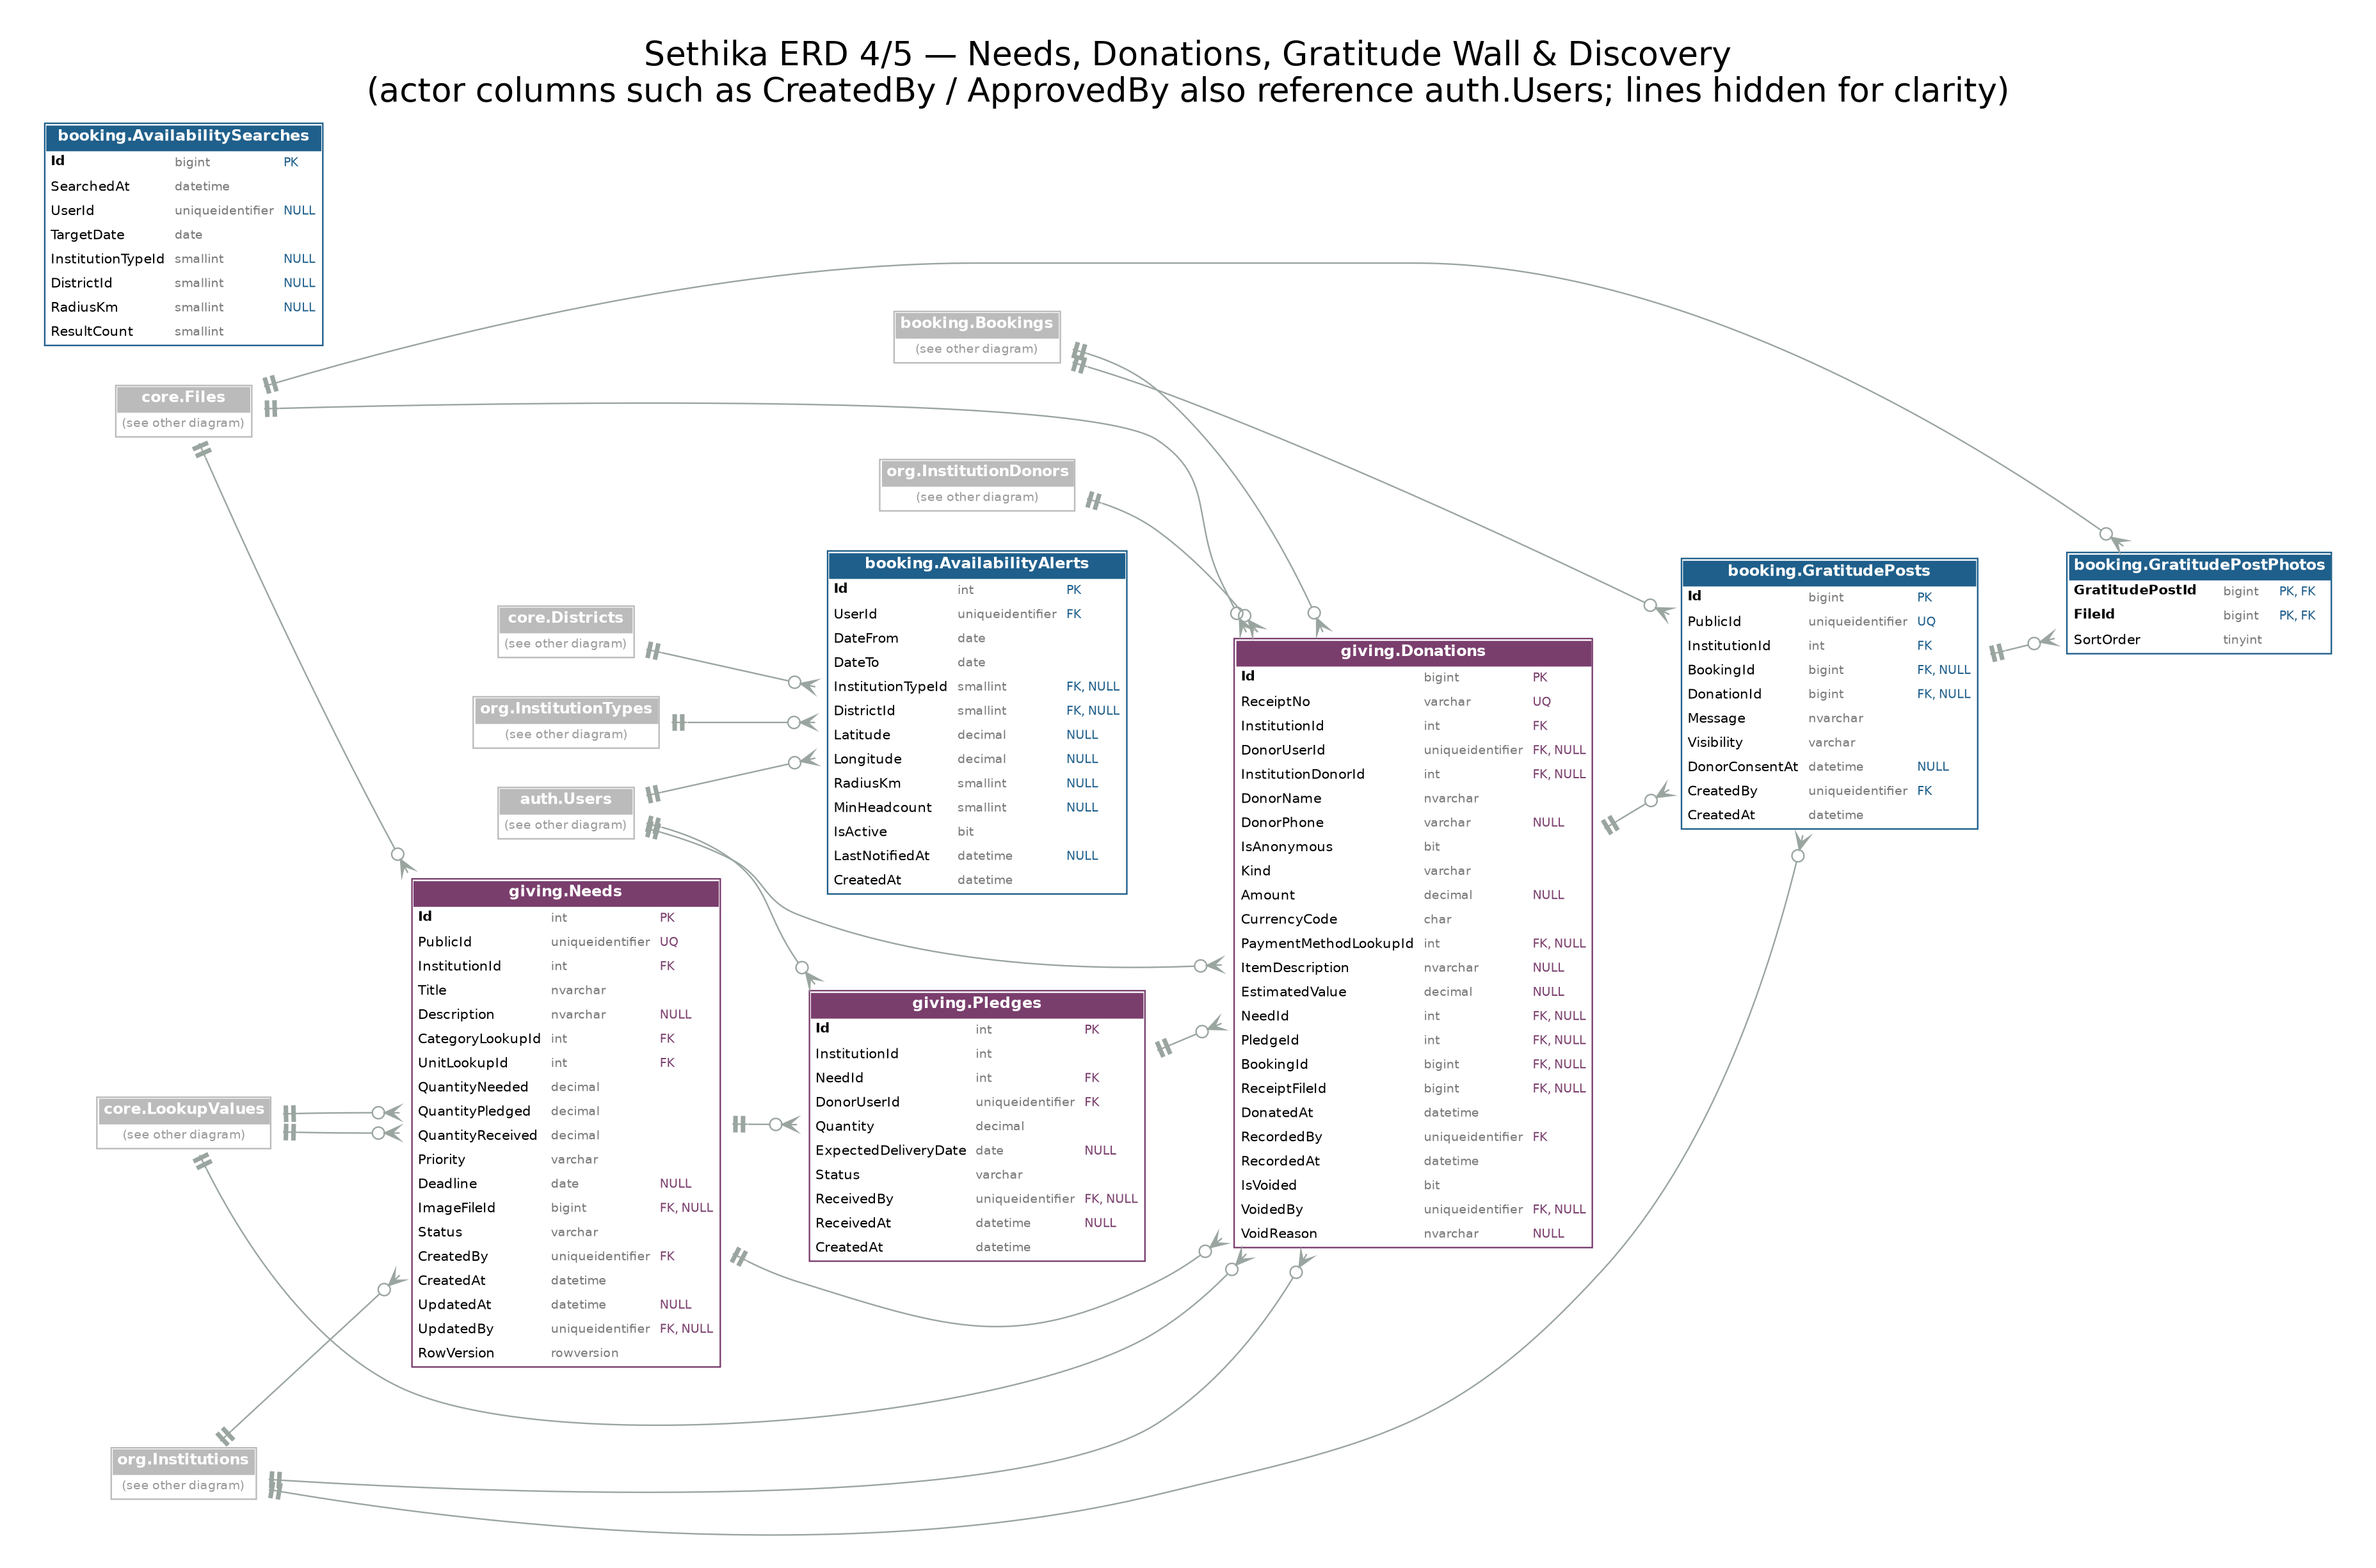 Sethika ERD 4/5 — Needs, Donations, Gratitude Wall & Discovery
(actor columns such as CreatedBy / ApprovedBy also reference auth.Users; lines hidden for clarity)
booking.AvailabilitySearches
Id bigint PK
SearchedAt datetime
UserId uniqueidentifier NULL
TargetDate date
InstitutionTypeId smallint NULL
DistrictId smallint NULL
RadiusKm smallint NULL
ResultCount smallint
core.Files
(see other diagram)
booking.Bookings
(see other diagram)
org.InstitutionDonors
(see other diagram)
core.Districts
(see other diagram)
org.InstitutionTypes
(see other diagram)
auth.Users
(see other diagram)
booking.AvailabilityAlerts
Id int PK
UserId uniqueidentifier FK
DateFrom date
DateTo date
InstitutionTypeId smallint FK, NULL
DistrictId smallint FK, NULL
Latitude decimal NULL
Longitude decimal NULL
RadiusKm smallint NULL
MinHeadcount smallint NULL
IsActive bit
LastNotifiedAt datetime NULL
CreatedAt datetime
booking.GratitudePosts
Id bigint PK
PublicId uniqueidentifier UQ
InstitutionId int FK
BookingId bigint FK, NULL
DonationId bigint FK, NULL
Message nvarchar
Visibility varchar
DonorConsentAt datetime NULL
CreatedBy uniqueidentifier FK
CreatedAt datetime
booking.GratitudePostPhotos
GratitudePostId bigint PK, FK
FileId bigint PK, FK
SortOrder tinyint
giving.Donations
Id bigint PK
ReceiptNo varchar UQ
InstitutionId int FK
DonorUserId uniqueidentifier FK, NULL
InstitutionDonorId int FK, NULL
DonorName nvarchar
DonorPhone varchar NULL
IsAnonymous bit
Kind varchar
Amount decimal NULL
CurrencyCode char
PaymentMethodLookupId int FK, NULL
ItemDescription nvarchar NULL
EstimatedValue decimal NULL
NeedId int FK, NULL
PledgeId int FK, NULL
BookingId bigint FK, NULL
ReceiptFileId bigint FK, NULL
DonatedAt datetime
RecordedBy uniqueidentifier FK
RecordedAt datetime
IsVoided bit
VoidedBy uniqueidentifier FK, NULL
VoidReason nvarchar NULL
giving.Needs
Id int PK
PublicId uniqueidentifier UQ
InstitutionId int FK
Title nvarchar
Description nvarchar NULL
CategoryLookupId int FK
UnitLookupId int FK
QuantityNeeded decimal
QuantityPledged decimal
QuantityReceived decimal
Priority varchar
Deadline date NULL
ImageFileId bigint FK, NULL
Status varchar
CreatedBy uniqueidentifier FK
CreatedAt datetime
UpdatedAt datetime NULL
UpdatedBy uniqueidentifier FK, NULL
RowVersion rowversion
giving.Pledges
Id int PK
InstitutionId int
NeedId int FK
DonorUserId uniqueidentifier FK
Quantity decimal
ExpectedDeliveryDate date NULL
Status varchar
ReceivedBy uniqueidentifier FK, NULL
ReceivedAt datetime NULL
CreatedAt datetime
core.LookupValues
(see other diagram)
org.Institutions
(see other diagram)